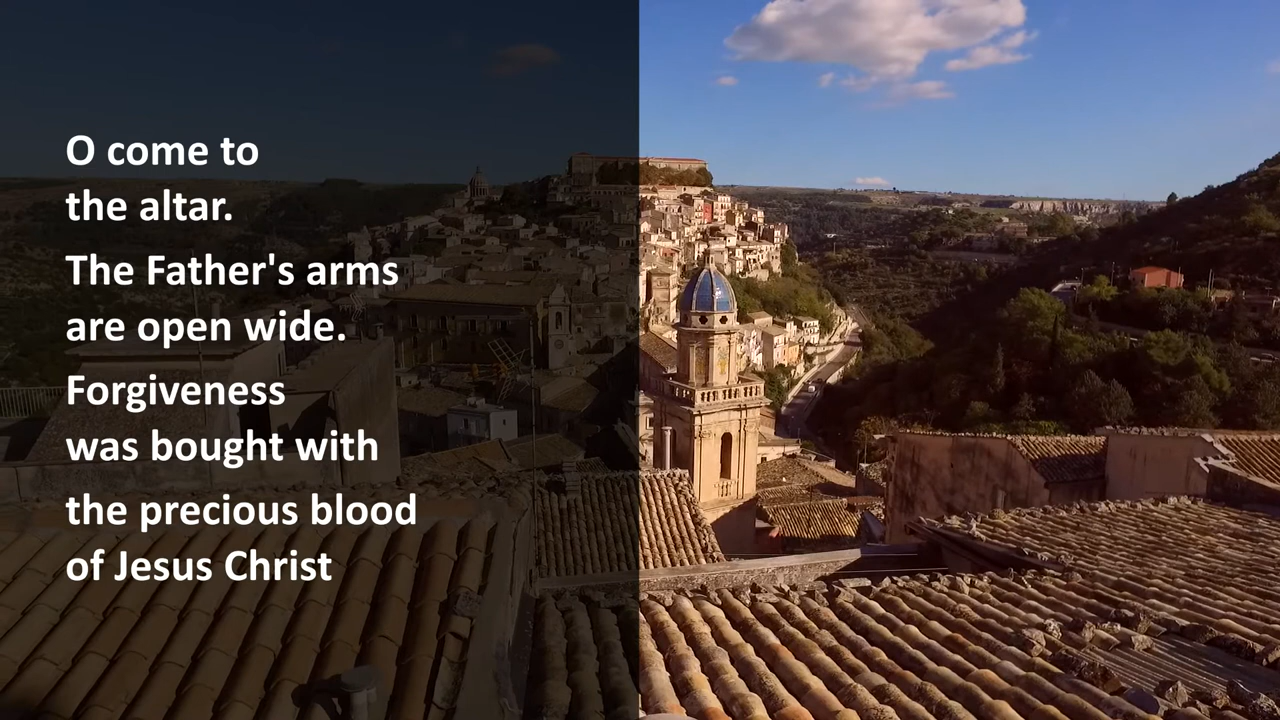 O come to
the altar.
The Father's arms
are open wide.
Forgiveness
was bought with
the precious blood
of Jesus Christ